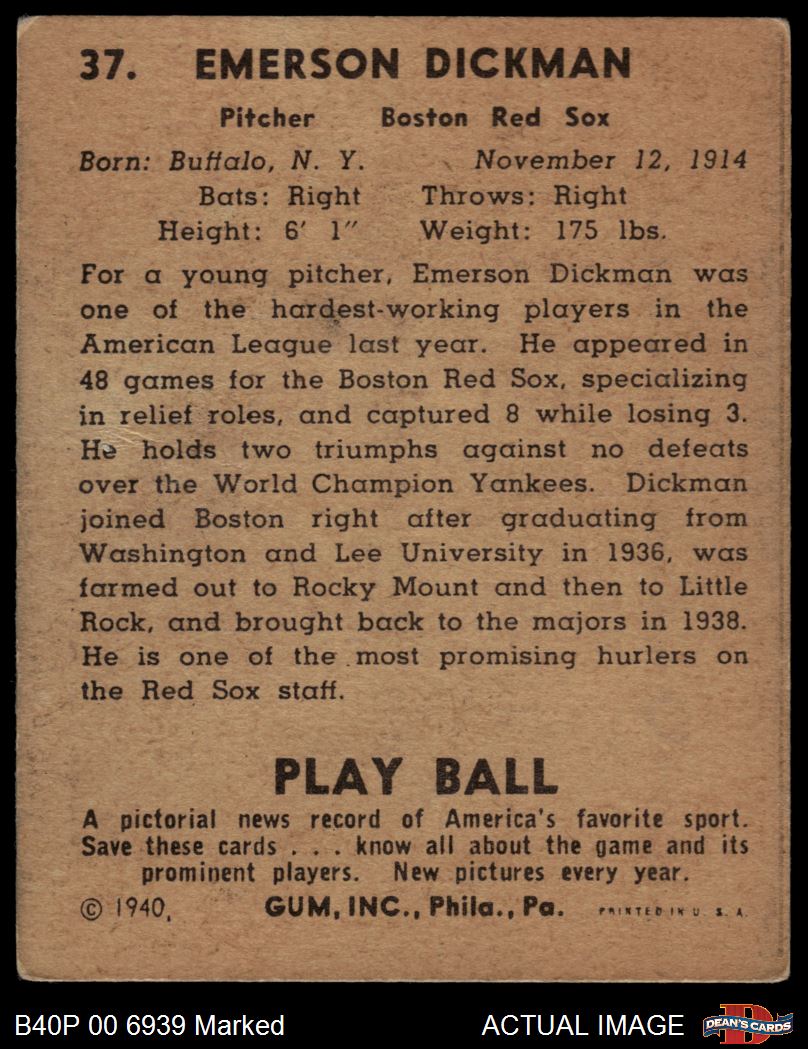 37. EMERSON DICKMAN
Pitcher Boston Red Sox
Born: Buffalo, N. Y. November 12, 1914
Bats: Right Throws: Right
Height: 6' 1" Weight: 175 lbs.
For a young pitcher, Emerson Dickman was
one of the hardest-working players in the
American League last year. He appeared in
48 games for the Boston Red Sox, specializing
in relief roles, and captured 8 while losing 3.
He holds two triumphs against no defeats
over the World Champion Yankees. Dickman
joined Boston right after graduating from
Washington and Lee University in 1936, was
farmed out to Rocky Mount and then to Little
Rock, and brought back to the majors in 1938.
He is one of the most promising hurlers on
the Red Sox staff.
PLAY BALL
A pictorial news record of America's favorite sport.
Save these cards . . . know all about the game and its
prominent players. New pictures every year.
© 1940, GUM, INC., Phila., Pa. PRINTED IN U. S. A.
B40P 00 6939 Marked ACTUAL IMAGE D DEAN'S CARDS